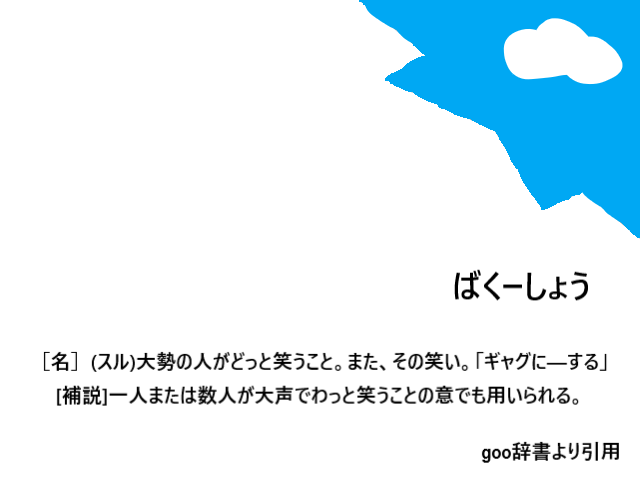 ばくーしょう
［名］(スル)大勢の人がどっと笑うこと。また、その笑い。「ギャグに―する」
[補説]一人または数人が大声でわっと笑うことの意でも用いられる。
goo辞書より引用